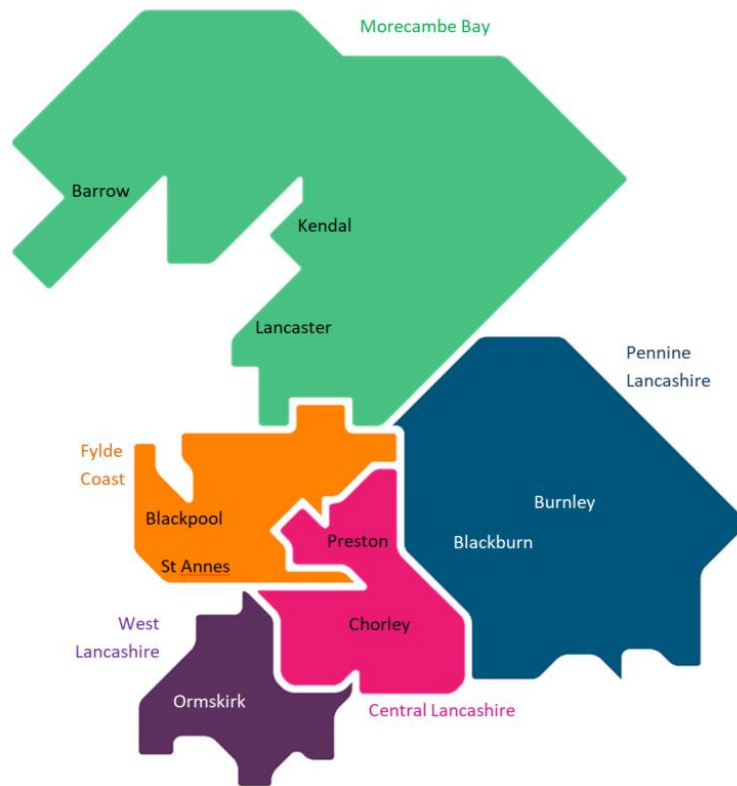 Morecambe Bay
Barrow
Kendal
Lancaster
Pennine
Lancashire
Fylde
Coast
Burnley
Blackpool
Preston
Blackburn
St Annes
West
Lancashire
Chorley
Ormskirk
Central Lancashire